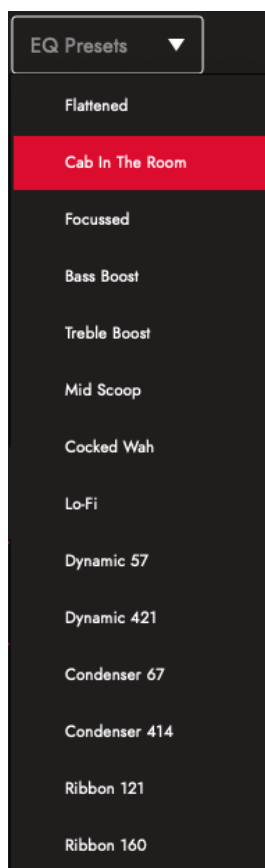 EQ Presets
Flattened
Cab In The Room
Focussed
Bass Boost
Treble Boost
Mid Scoop
Cocked Wah
Lo-Fi
Dynamic 57
Dynamic 421
Condenser 67
Condenser 414
Ribbon 121
Ribbon 160